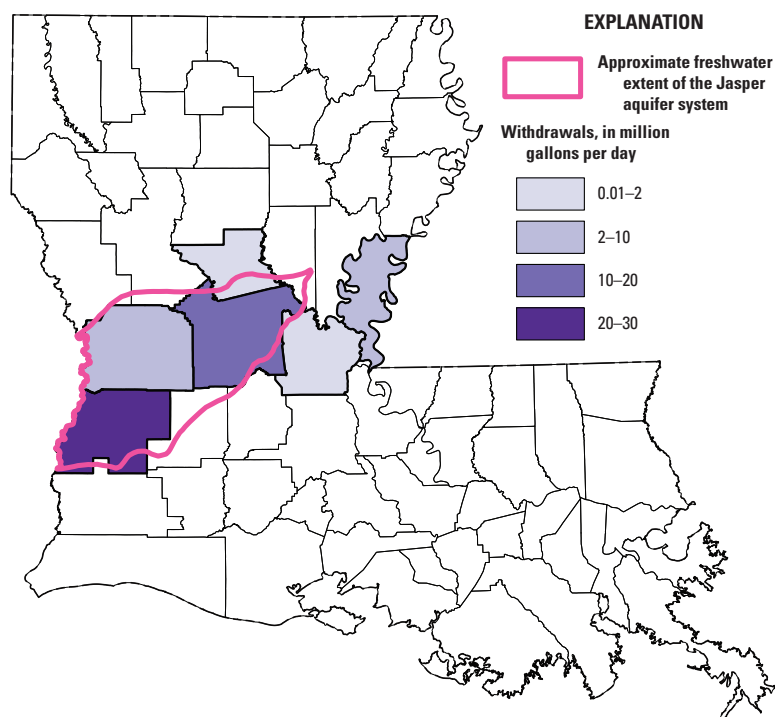 EXPLANATION
Approximate freshwater
extent of the Jasper
aquifer system
Withdrawals, in million
gallons per day
0.01–2
2–10
10–20
20–30